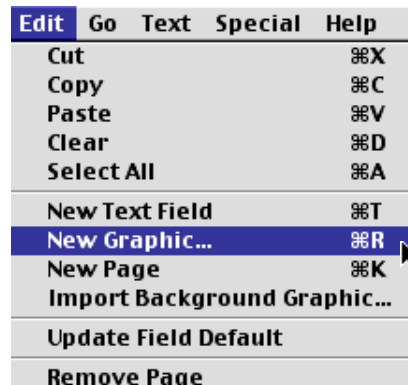 Edit Go Text Special Help
Cut ⌘X
Copy ⌘C
Paste ⌘V
Clear ⌘D
Select All ⌘A
New Text Field ⌘T
New Graphic... ⌘R
New Page ⌘K
Import Background Graphic...
Update Field Default
Remove Page